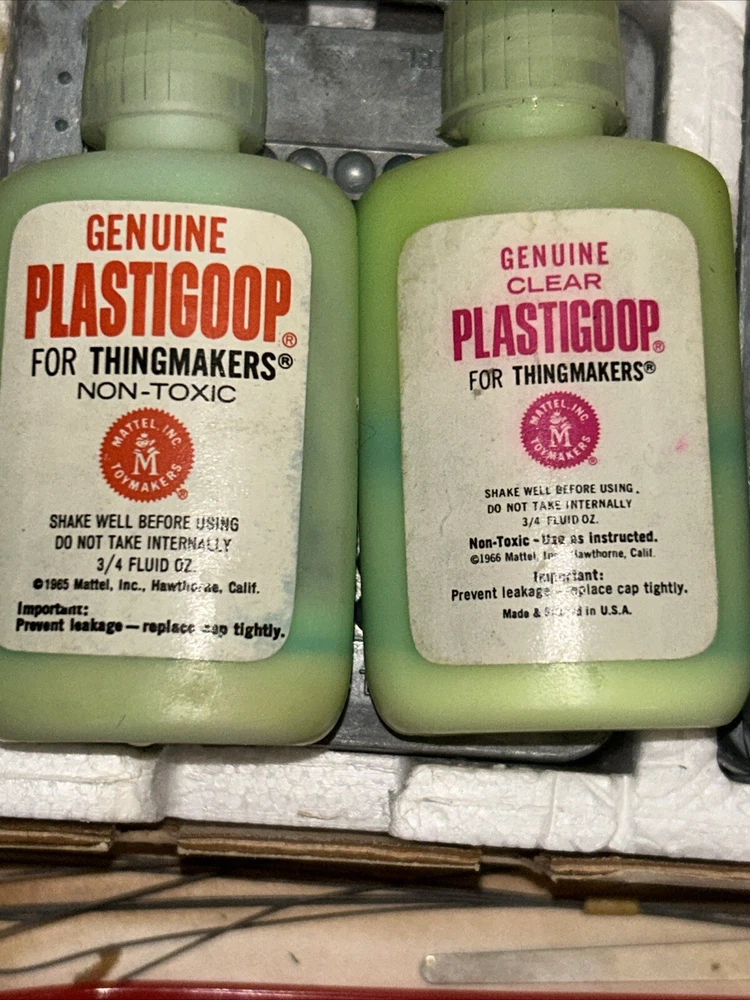 GENUINE
PLASTIGOOP®
FOR THINGMAKERS®
NON-TOXIC
MATTEL, INC.
M
TOYMAKERS
®
SHAKE WELL BEFORE USING
DO NOT TAKE INTERNALLY
3/4 FLUID OZ.
©1965 Mattel, Inc., Hawthorne, Calif.
Important:
Prevent leakage — replace cap tightly.
GENUINE
CLEAR
PLASTIGOOP®
FOR THINGMAKERS®
MATTEL, INC.
M
TOYMAKERS
®
SHAKE WELL BEFORE USING.
DO NOT TAKE INTERNALLY
3/4 FLUID OZ.
Non-Toxic - Use as instructed.
©1966 Mattel, Inc., Hawthorne, Calif.
Important:
Prevent leakage — replace cap tightly.
Made & in U.S.A.